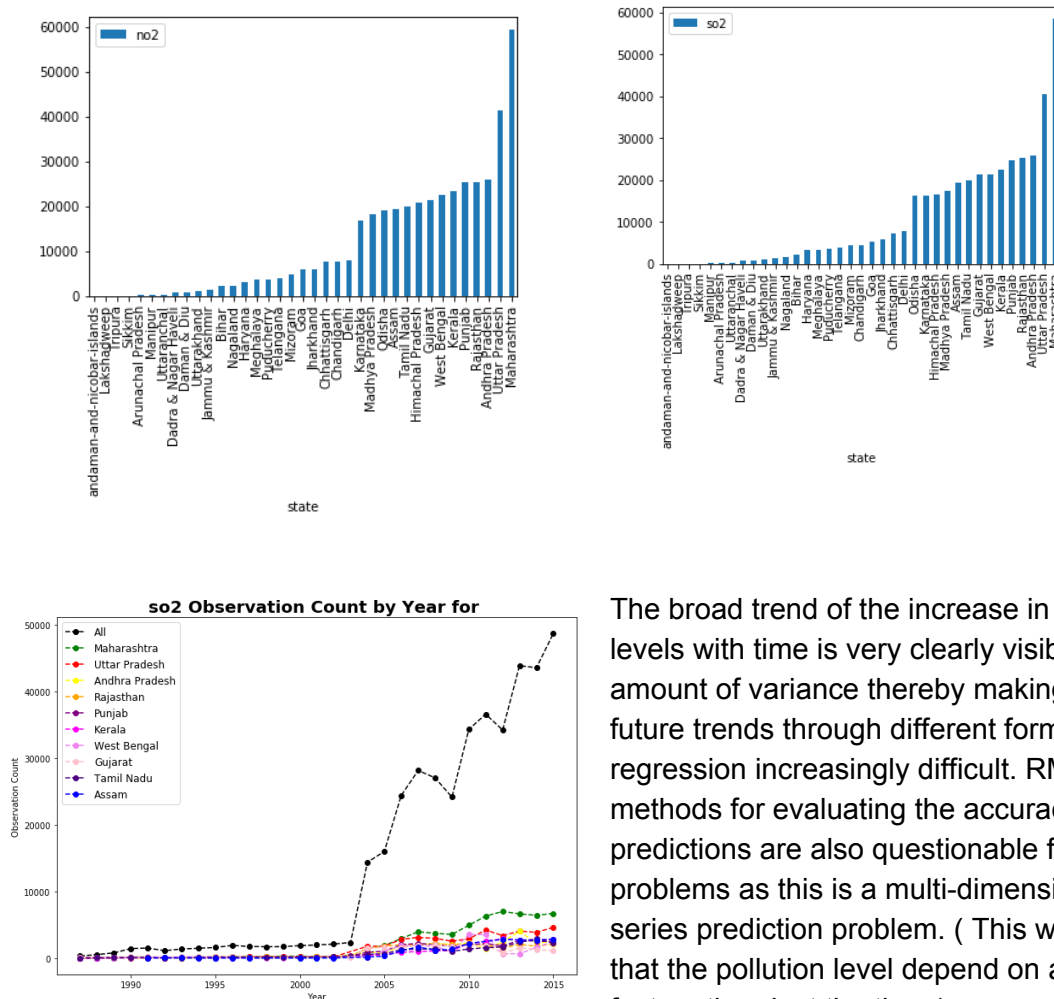 60000
50000
40000
30000
20000
10000
0
no2
andaman-and-nicobar-islands
Lakshadweep
Tripura
Sikkim
Arunachal Pradesh
Manipur
Uttaranchal
Dadra & Nagar Haveli
Daman & Diu
Uttarakhand
Jammu & Kashmir
Bihar
Nagaland
Haryana
Meghalaya
Puducherry
Telangana
Mizoram
Goa
Jharkhand
Chhattisgarh
Chandigarh
Delhi
Karnataka
Madhya Pradesh
Odisha
Assam
Tamil Nadu
Himachal Pradesh
Gujarat
West Bengal
Kerala
Punjab
Rajasthan
Andhra Pradesh
Uttar Pradesh
Maharashtra
state
60000
50000
40000
30000
20000
10000
0
so2
andaman-and-nicobar-islands
Lakshadweep
Tripura
Sikkim
Manipur
Arunachal Pradesh
Uttaranchal
Dadra & Nagar Haveli
Daman & Diu
Uttarakhand
Jammu & Kashmir
Nagaland
Bihar
Haryana
Meghalaya
Puducherry
Telangana
Mizoram
Chandigarh
Goa
Jharkhand
Chhattisgarh
Delhi
Odisha
Karnataka
Himachal Pradesh
Madhya Pradesh
Assam
Tamil Nadu
Gujarat
West Bengal
Kerala
Punjab
Rajasthan
Andhra Pradesh
Uttar Pradesh
Maharashtra
state
so2 Observation Count by Year for
50000
40000
30000
20000
10000
0
Observation Count
All
Maharashtra
Uttar Pradesh
Andhra Pradesh
Rajasthan
Punjab
Kerala
West Bengal
Gujarat
Tamil Nadu
Assam
1990 1995 2000 2005 2010 2015
Year
The broad trend of the increase in
levels with time is very clearly visib
amount of variance thereby making
future trends through different form
regression increasingly difficult. RM
methods for evaluating the accurac
predictions are also questionable f
problems as this is a multi-dimensi
series prediction problem. ( This w
that the pollution level depend on a